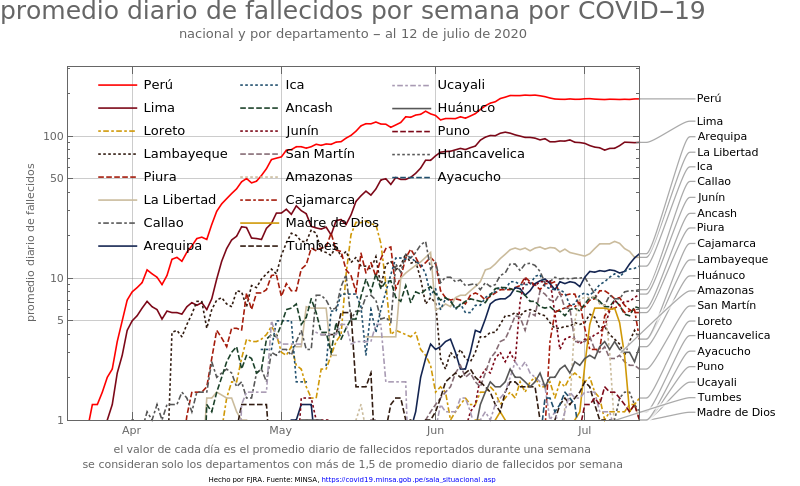 promedio diario de fallecidos por semana por COVID−19
nacional y por departamento − al 12 de julio de 2020
promedio diario de fallecidos
100
50
10
5
1
Apr
May
Jun
Jul
Perú
Lima
Loreto
Lambayeque
Piura
La Libertad
Callao
Arequipa
Ica
Ancash
Junín
San Martín
Amazonas
Cajamarca
Madre de Dios
Tumbes
Ucayali
Huánuco
Puno
Huancavelica
Ayacucho
Perú
Lima
Arequipa
La Libertad
Ica
Callao
Junín
Ancash
Piura
Cajamarca
Lambayeque
Huánuco
Amazonas
San Martín
Loreto
Huancavelica
Ayacucho
Puno
Ucayali
Tumbes
Madre de Dios
el valor de cada día es el promedio diario de fallecidos reportados durante una semana
se consideran solo los departamentos con más de 1,5 de promedio diario de fallecidos por semana
Hecho por FJRA. Fuente: MINSA, https://covid19.minsa.gob.pe/sala_situacional.asp